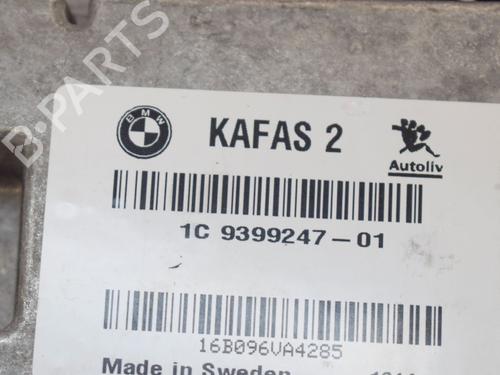 B-PARTS
BMW
KAFAS 2
Autoliv
1C 9399247-01
16B096VA4285
Made in Sweden